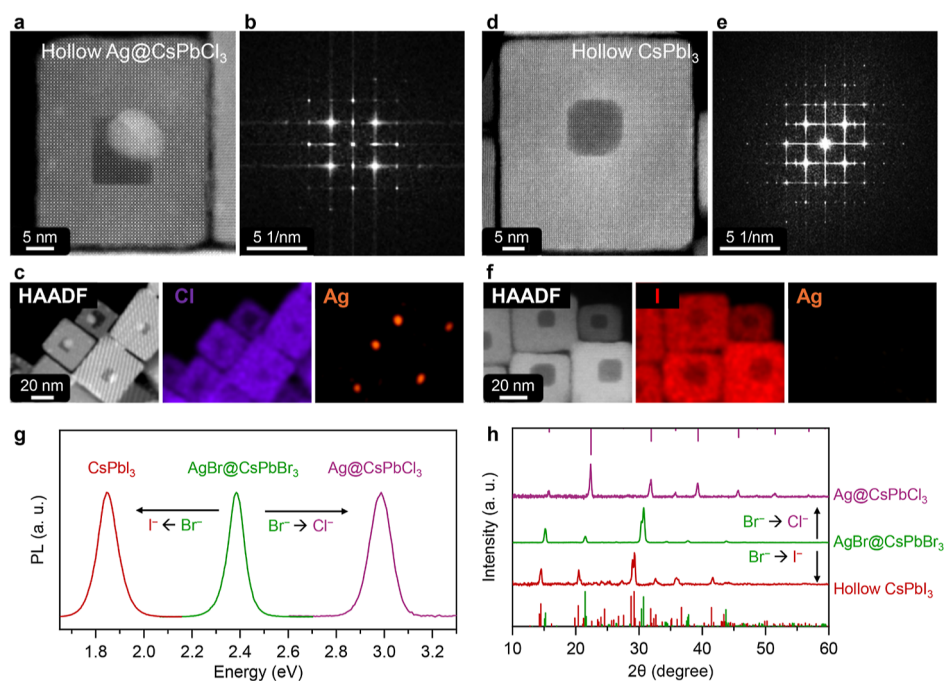 a
Hollow Ag@CsPbCl₃
5 nm
b
5 1/nm
d
Hollow CsPbI₃
5 nm
e
5 1/nm
c
HAADF
20 nm
Cl
Ag
f
HAADF
20 nm
I
Ag
g
CsPbI₃
AgBr@CsPbBr₃
Ag@CsPbCl₃
I⁻ ← Br⁻
Br⁻ → Cl⁻
PL (a. u.)
1.8 2.0 2.2 2.4 2.6 2.8 3.0 3.2
Energy (eV)
h
Intensity (a. u.)
Ag@CsPbCl₃
Br⁻ → Cl⁻
AgBr@CsPbBr₃
Br⁻ → I⁻
Hollow CsPbI₃
10 20 30 40 50 60
2θ (degree)